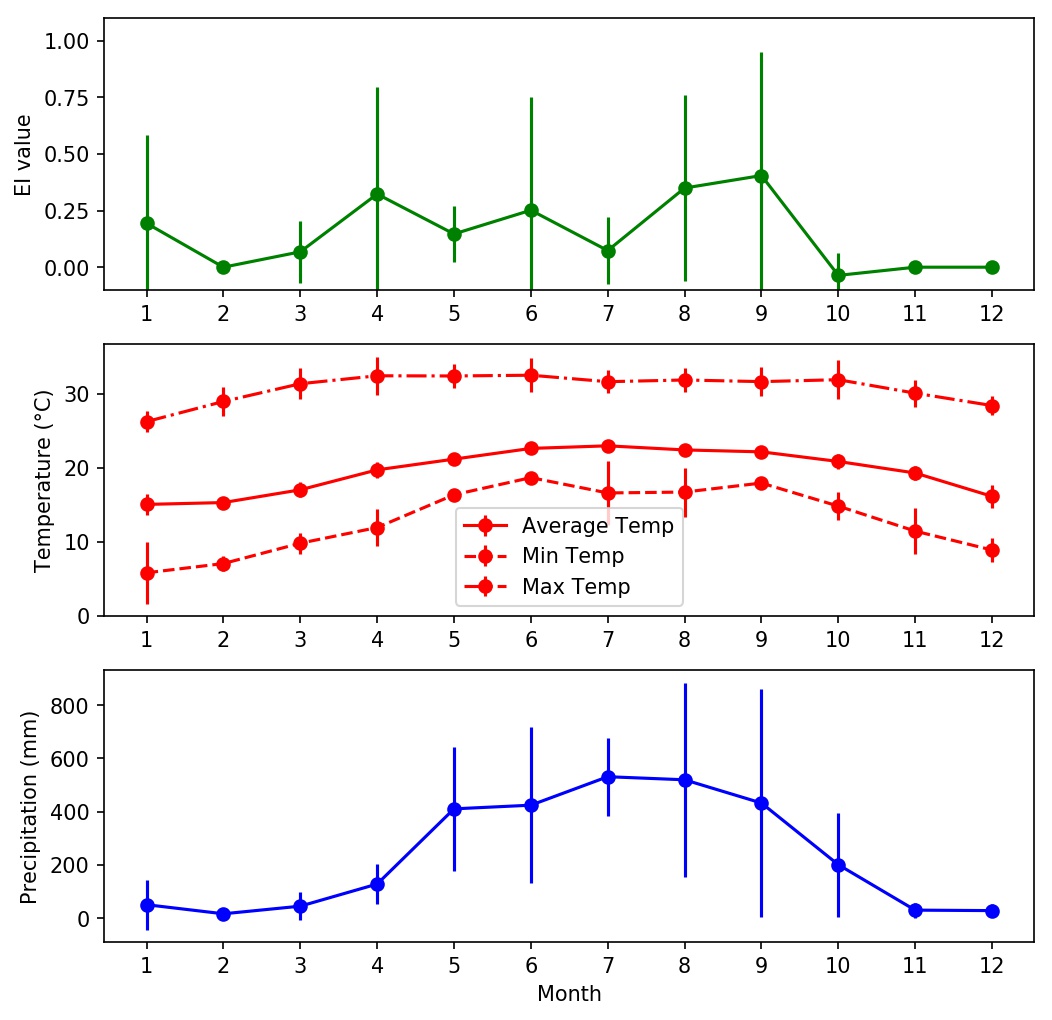 EI value
1.00
0.75
0.50
0.25
0.00
1 2 3 4 5 6 7 8 9 10 11 12
Temperature (°C)
30
20
10
0
Average Temp
Min Temp
Max Temp
1 2 3 4 5 6 7 8 9 10 11 12
Precipitation (mm)
800
600
400
200
0
1 2 3 4 5 6 7 8 9 10 11 12
Month